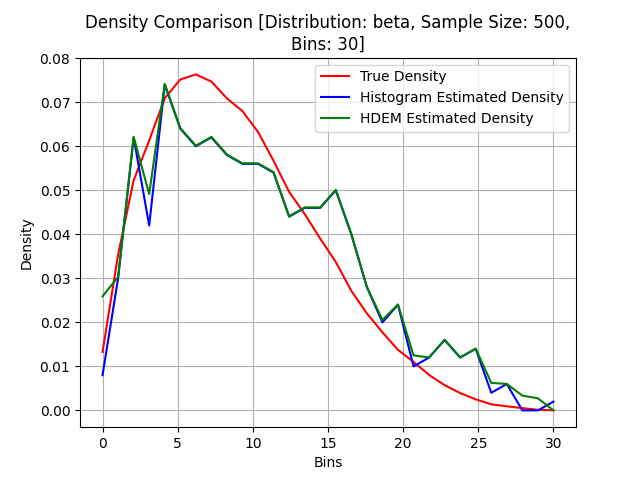 Density Comparison [Distribution: beta, Sample Size: 500,
Bins: 30]
True Density
Histogram Estimated Density
HDEM Estimated Density
Density
0.08
0.07
0.06
0.05
0.04
0.03
0.02
0.01
0.00
0 5 10 15 20 25 30
Bins